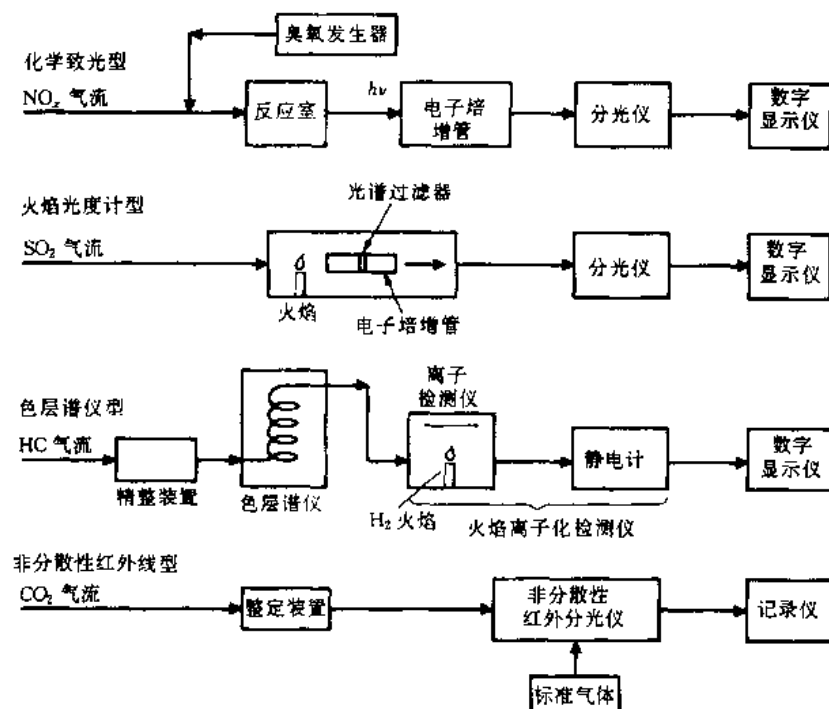 臭氧发生器
化学致光型
NOx 气流
反应室
hν
电子培
增管
分光仪
数字
显示仪
火焰光度计型
光谱过滤器
SO₂ 气流
火焰
电子培增管
分光仪
数字
显示仪
色层谱仪型
HC 气流
精整装置
色层谱仪
离子
检测仪
H₂ 火焰
静电计
火焰离子化检测仪
数字
显示仪
非分散性红外线型
CO₂ 气流
整定装置
非分散性
红外分光仪
记录仪
标准气体